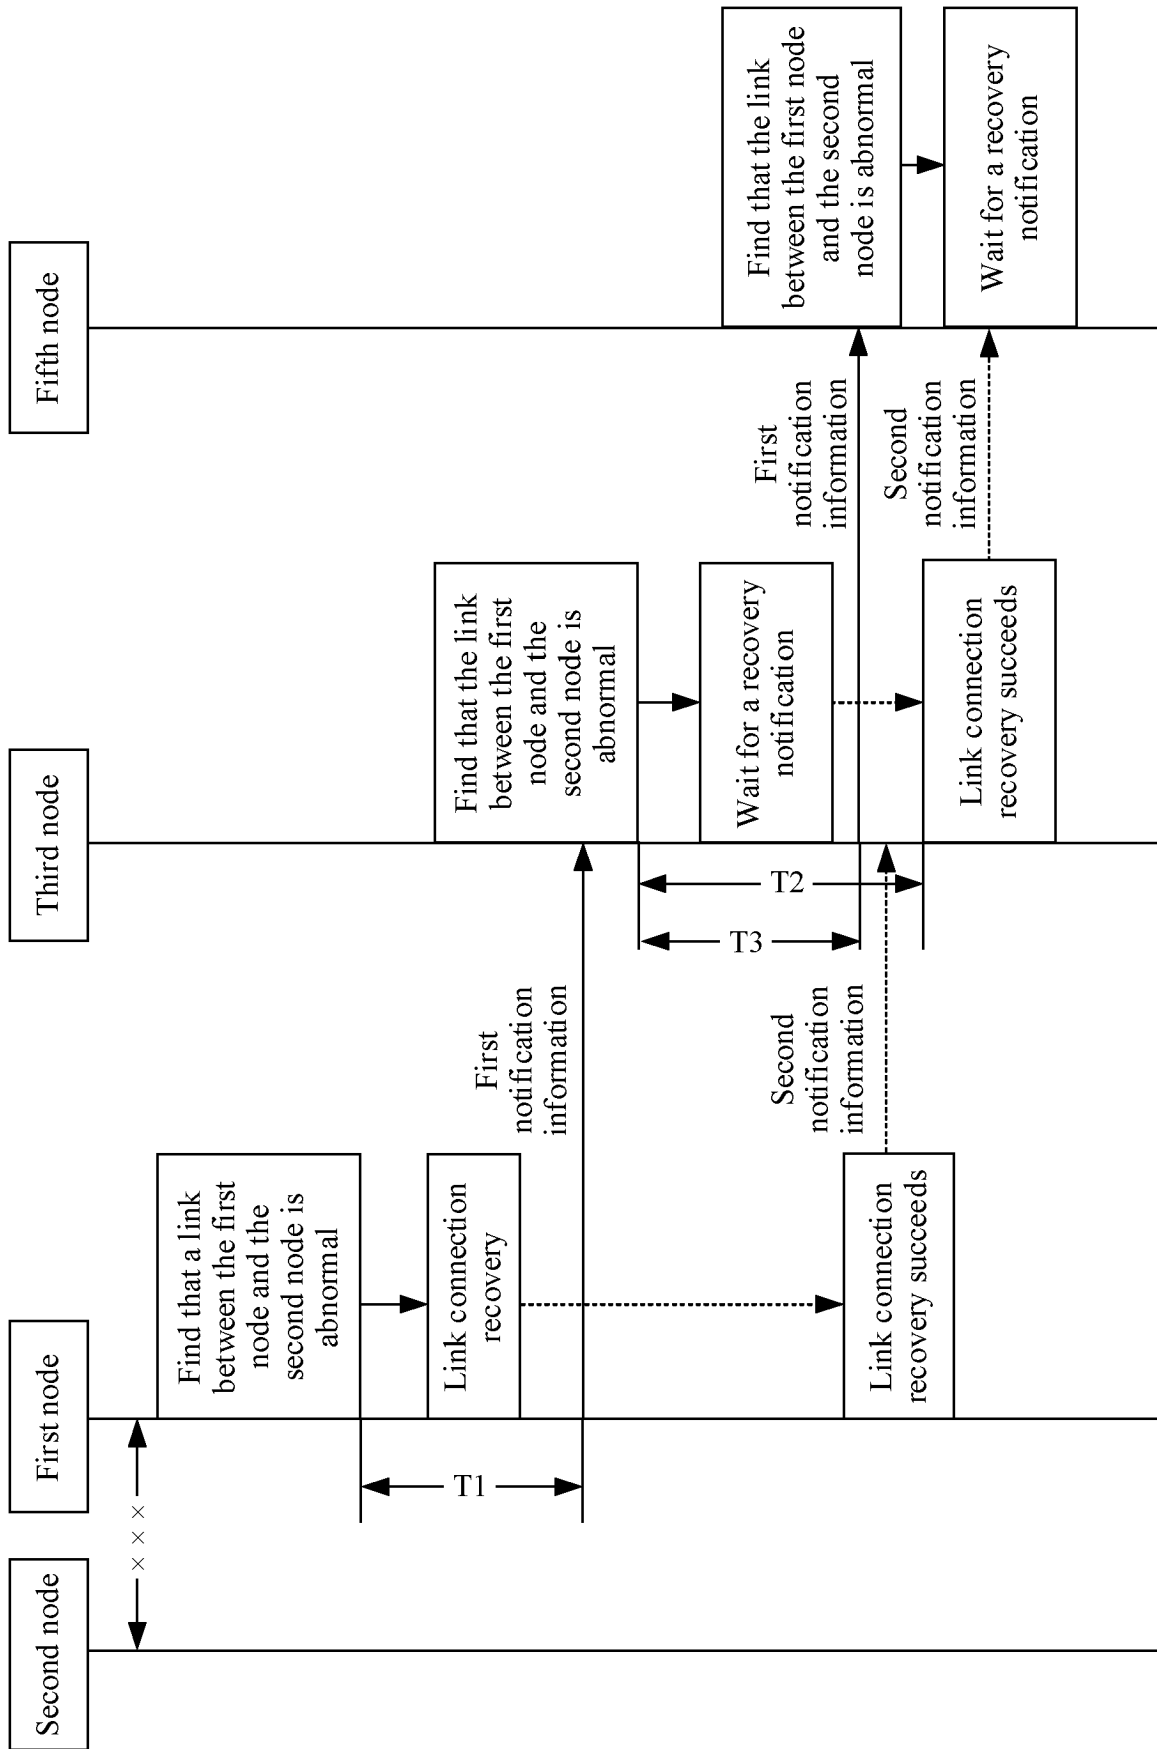 Second node
First node
Third node
Fifth node
× × ×
Find that a link
between the first
node and the
second node is
abnormal
T1
Link connection
recovery
First
notification
information
Find that the link
between the first
node and the
second node is
abnormal
Wait for a recovery
notification
T3
T2
First
notification
information
Find that the link
between the first node
and the second
node is abnormal
Link connection
recovery succeeds
Second
notification
information
Link connection
recovery succeeds
Second
notification
information
Wait for a recovery
notification